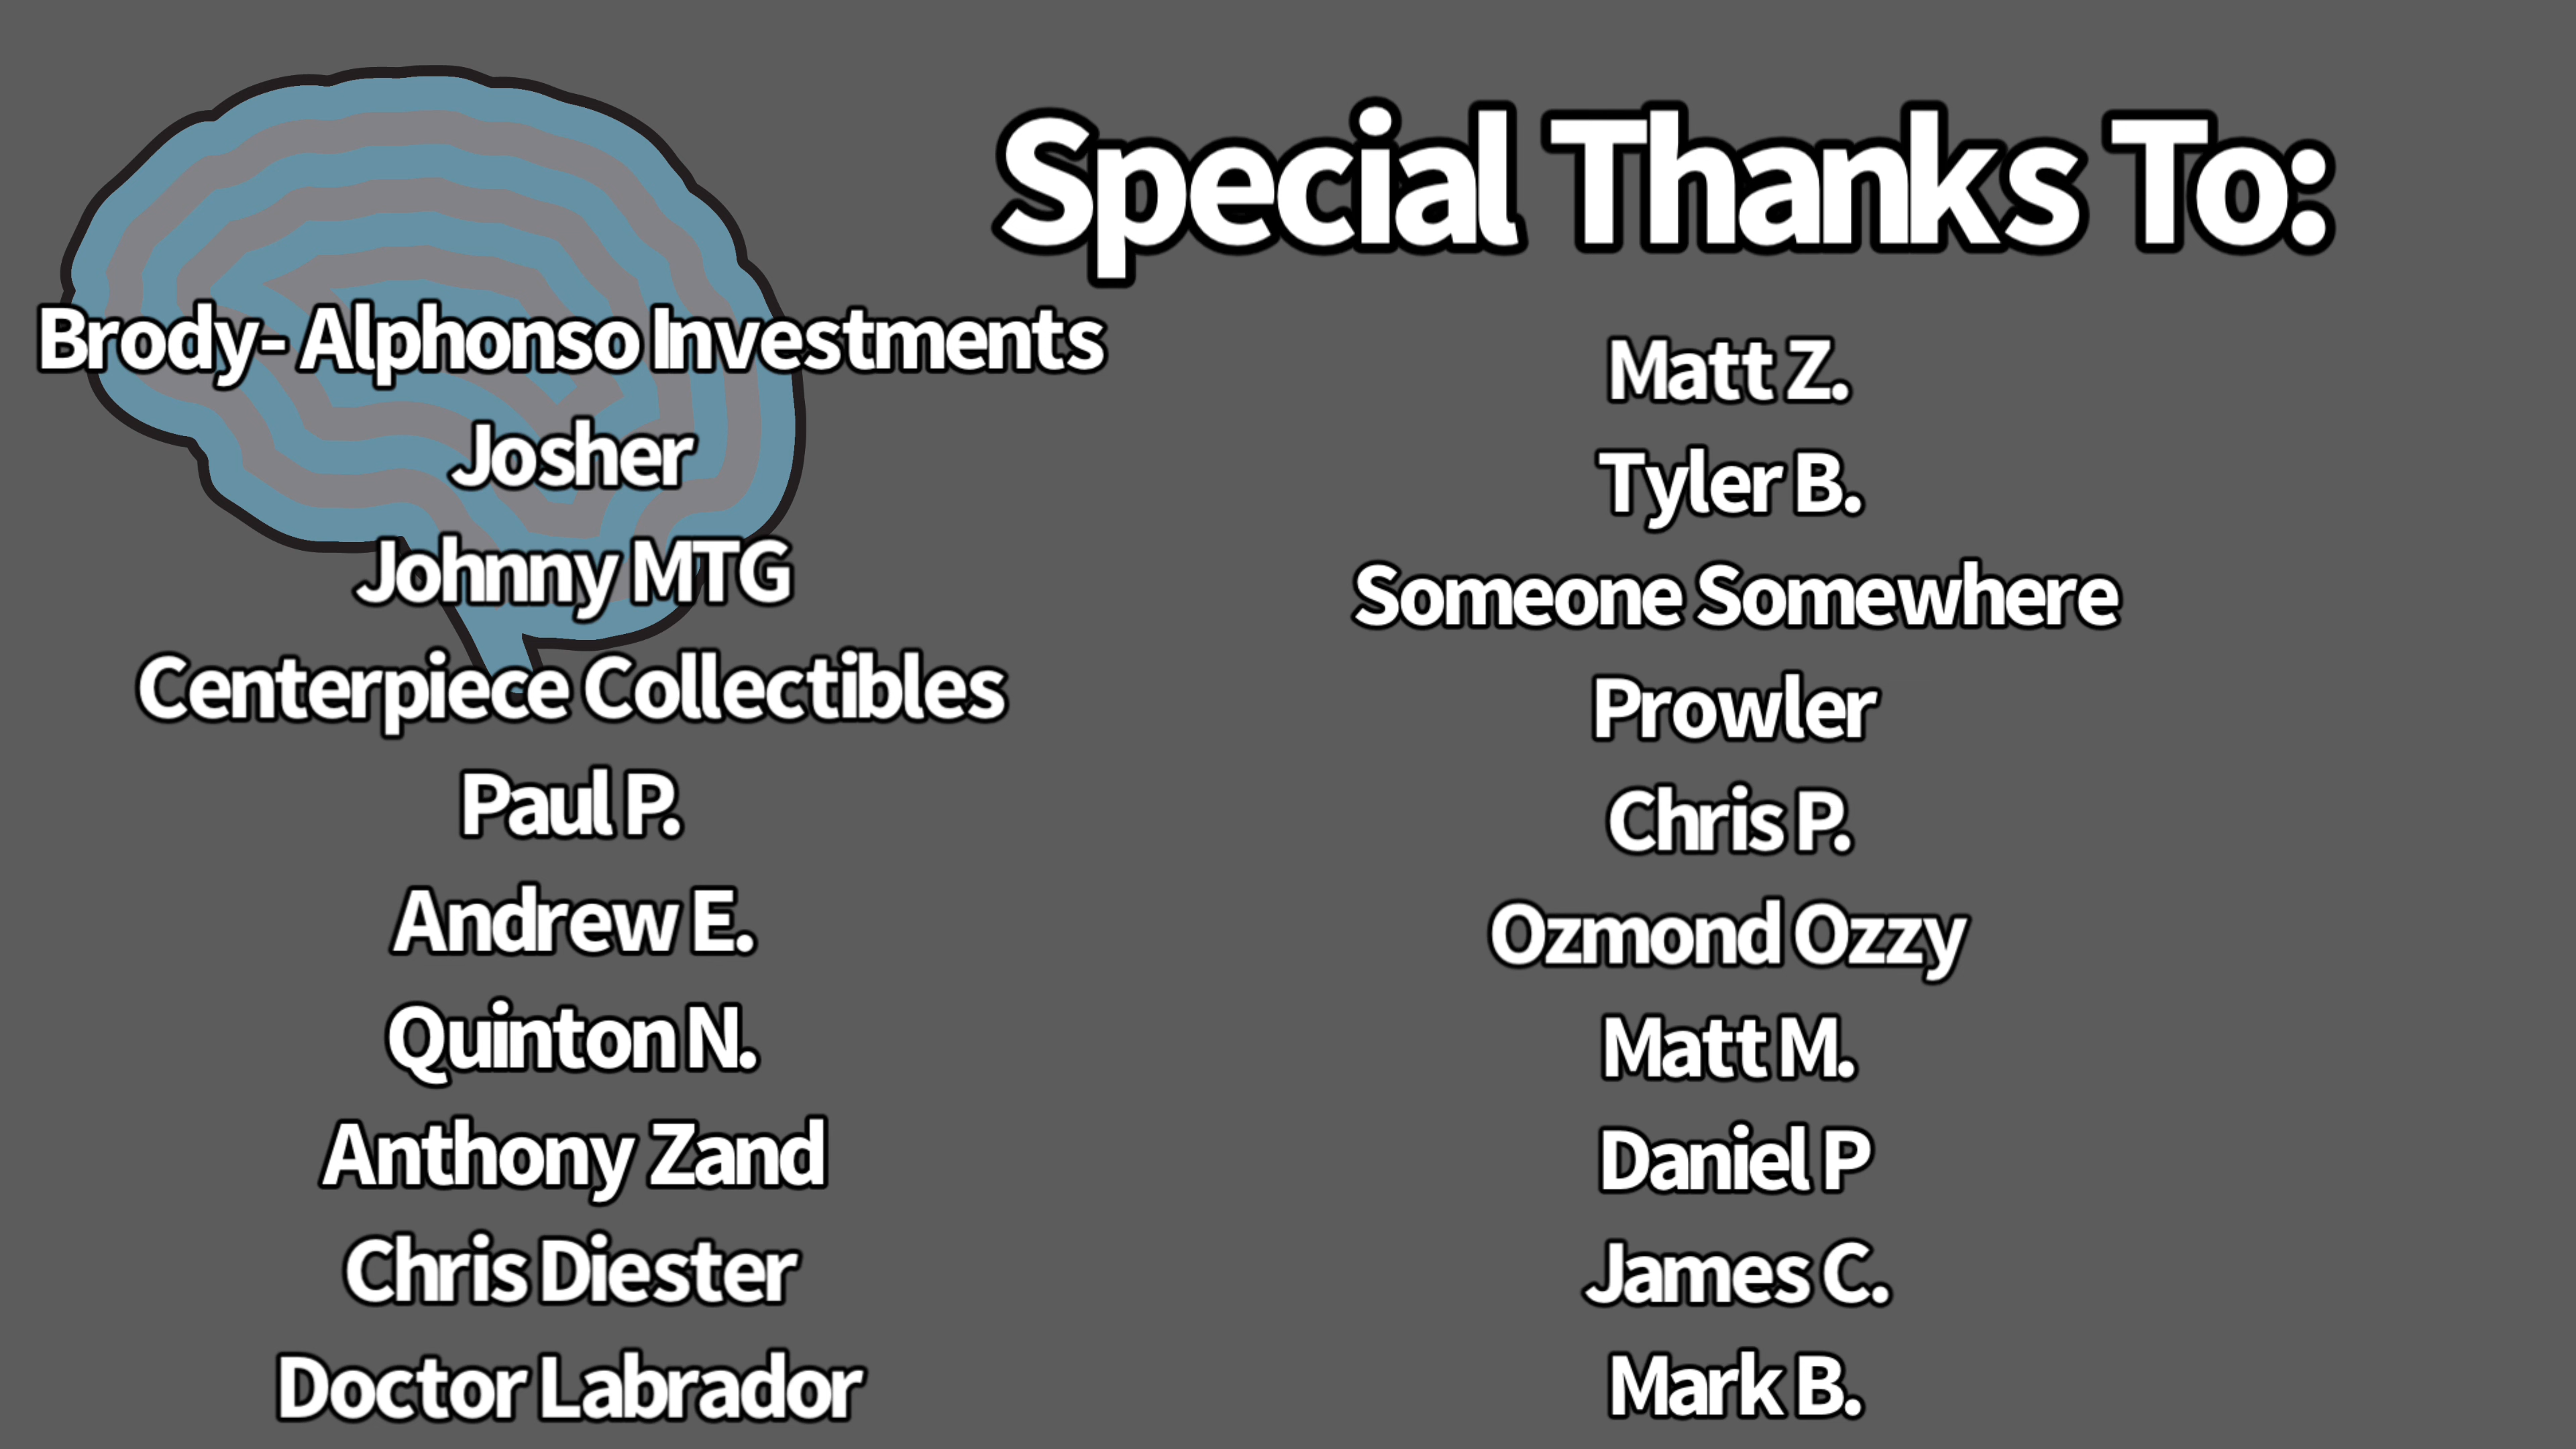 Special Thanks To:
Brody- Alphonso Investments
Josher
Johnny MTG
Centerpiece Collectibles
Paul P.
Andrew E.
Quinton N.
Anthony Zand
Chris Diester
Doctor Labrador
Matt Z.
Tyler B.
Someone Somewhere
Prowler
Chris P.
Ozmond Ozzy
Matt M.
Daniel P
James C.
Mark B.